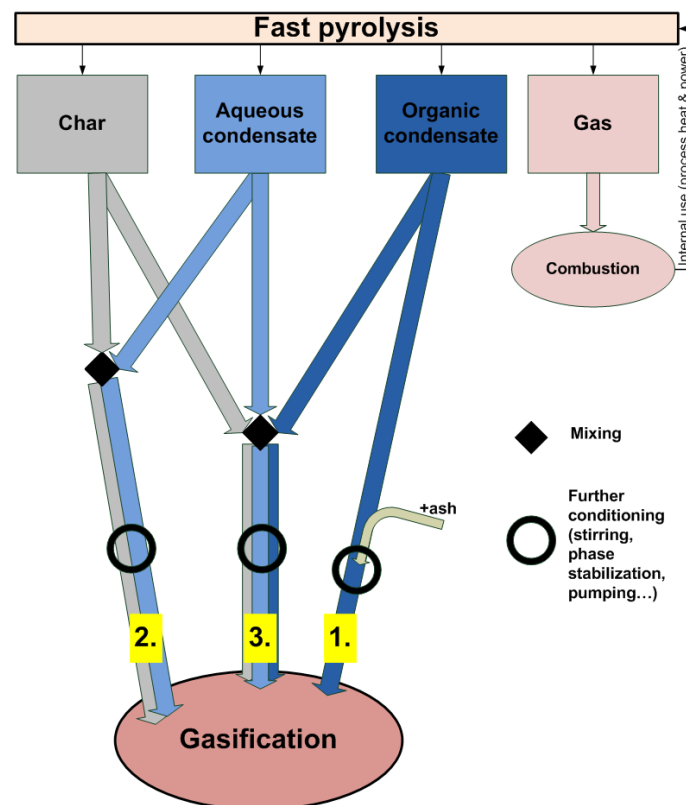 Fast pyrolysis
Char
Aqueous
condensate
Organic
condensate
Gas
Internal use (process heat & power)
Combustion
Mixing
+ash
Further
conditioning
(stirring,
phase
stabilization,
pumping…)
2.
3.
1.
Gasification